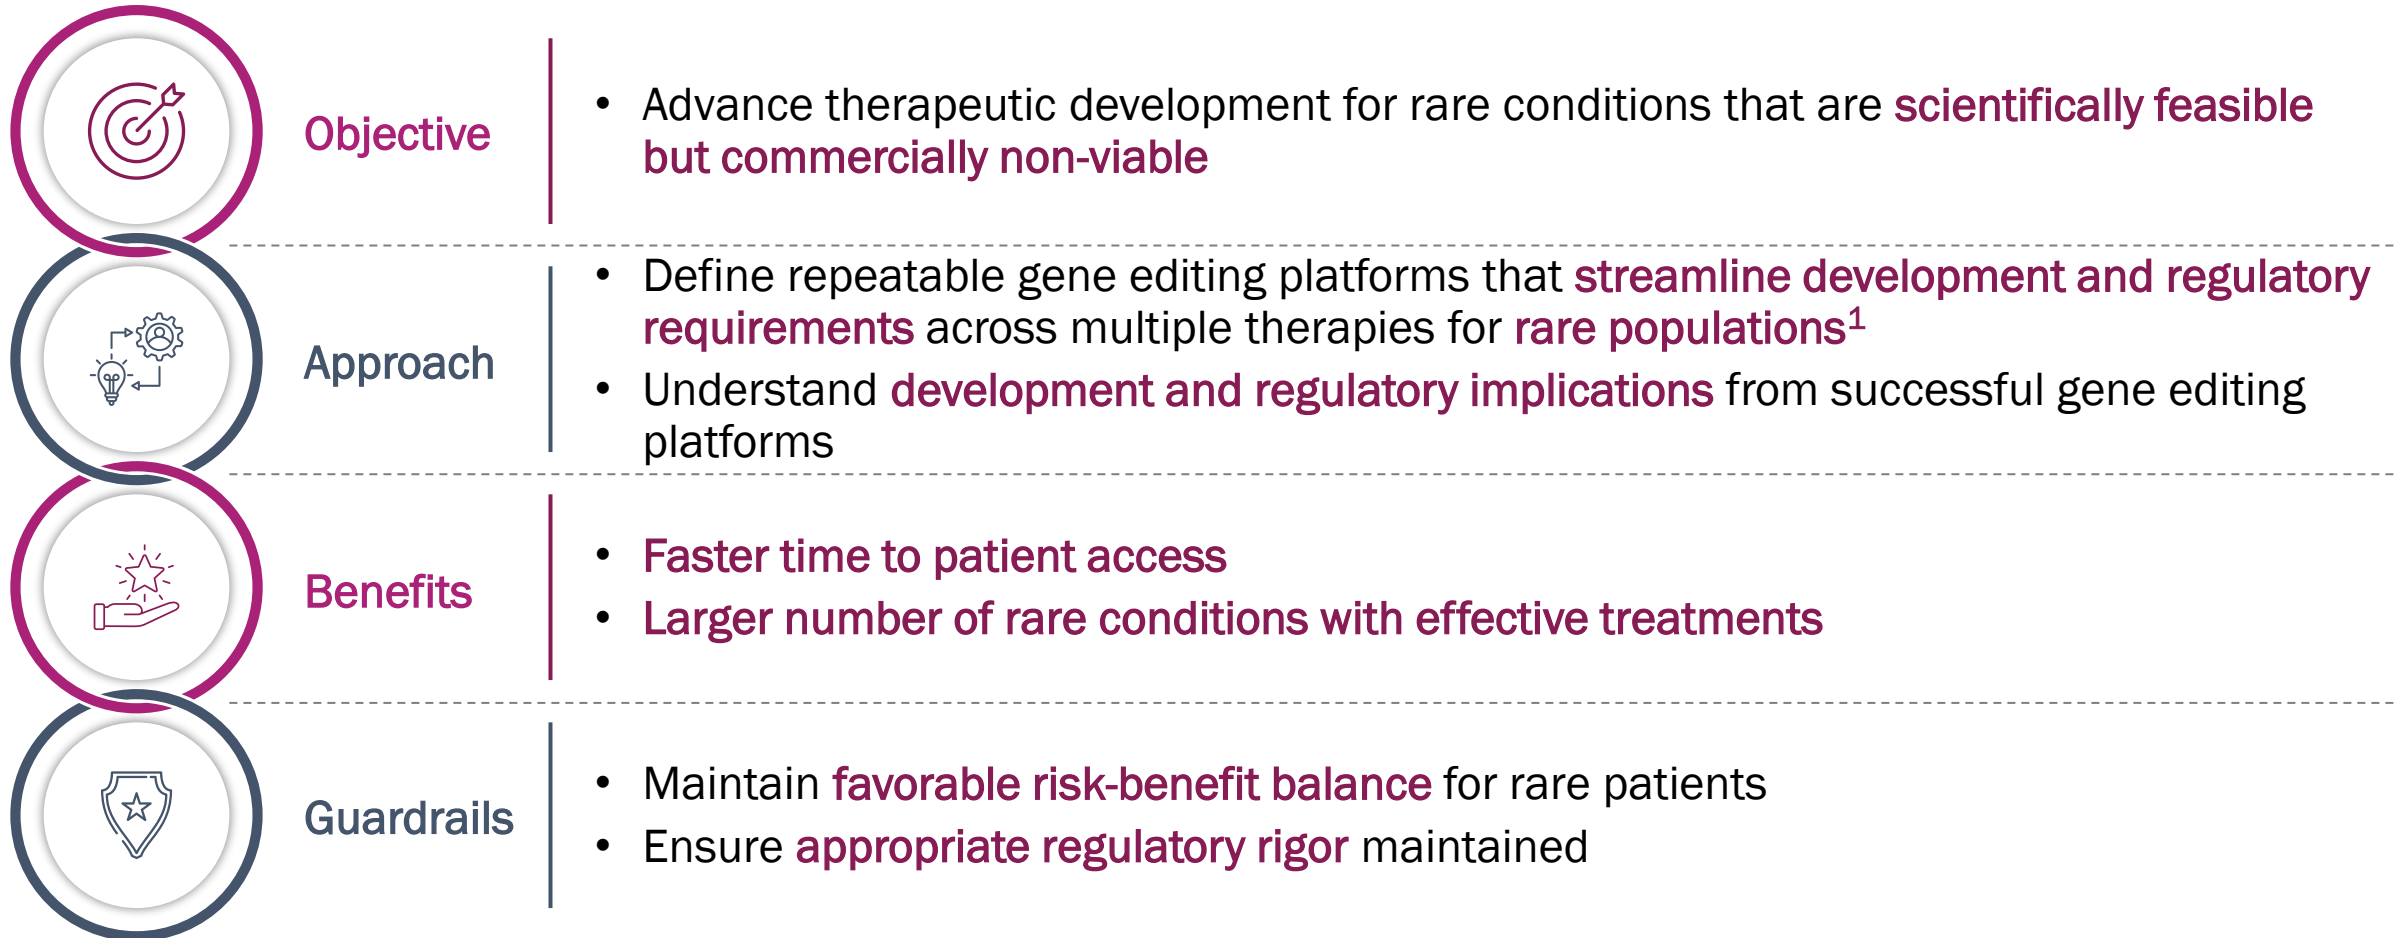 Objective
• Advance therapeutic development for rare conditions that are scientifically feasible
but commercially non-viable
Approach
• Define repeatable gene editing platforms that streamline development and regulatory
requirements across multiple therapies for rare populations¹
• Understand development and regulatory implications from successful gene editing
platforms
Benefits
• Faster time to patient access
• Larger number of rare conditions with effective treatments
Guardrails
• Maintain favorable risk-benefit balance for rare patients
• Ensure appropriate regulatory rigor maintained